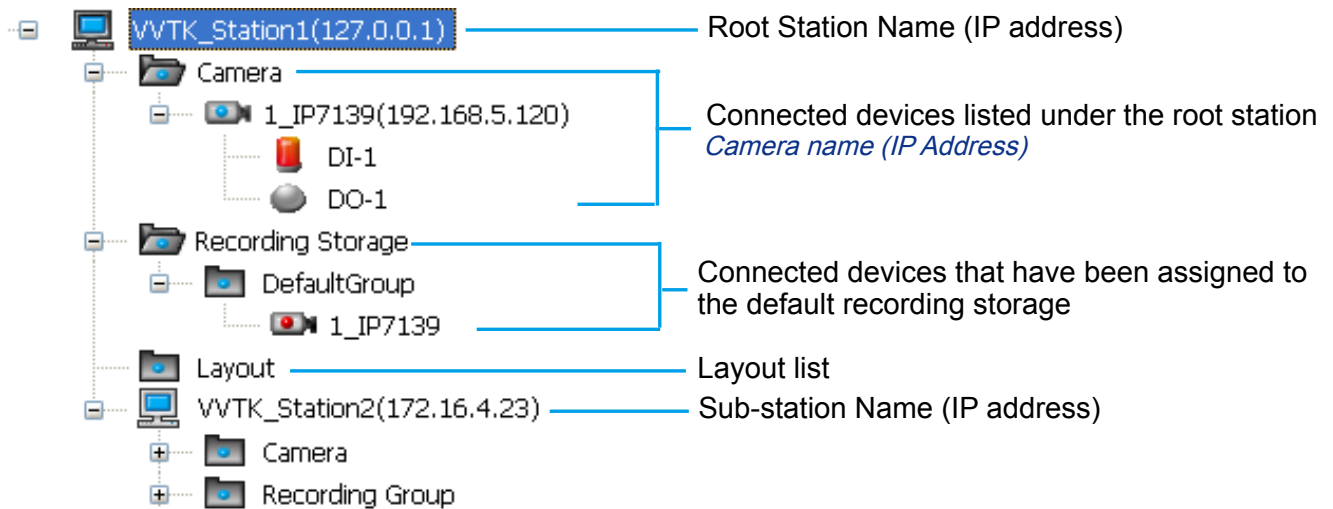 VVTK_Station1(127.0.0.1)
Root Station Name (IP address)
Camera
1_IP7139(192.168.5.120)
Connected devices listed under the root station
Camera name (IP Address)
DI-1
DO-1
Recording Storage
DefaultGroup
Connected devices that have been assigned to
the default recording storage
1_IP7139
Layout
Layout list
VVTK_Station2(172.16.4.23)
Sub-station Name (IP address)
Camera
Recording Group